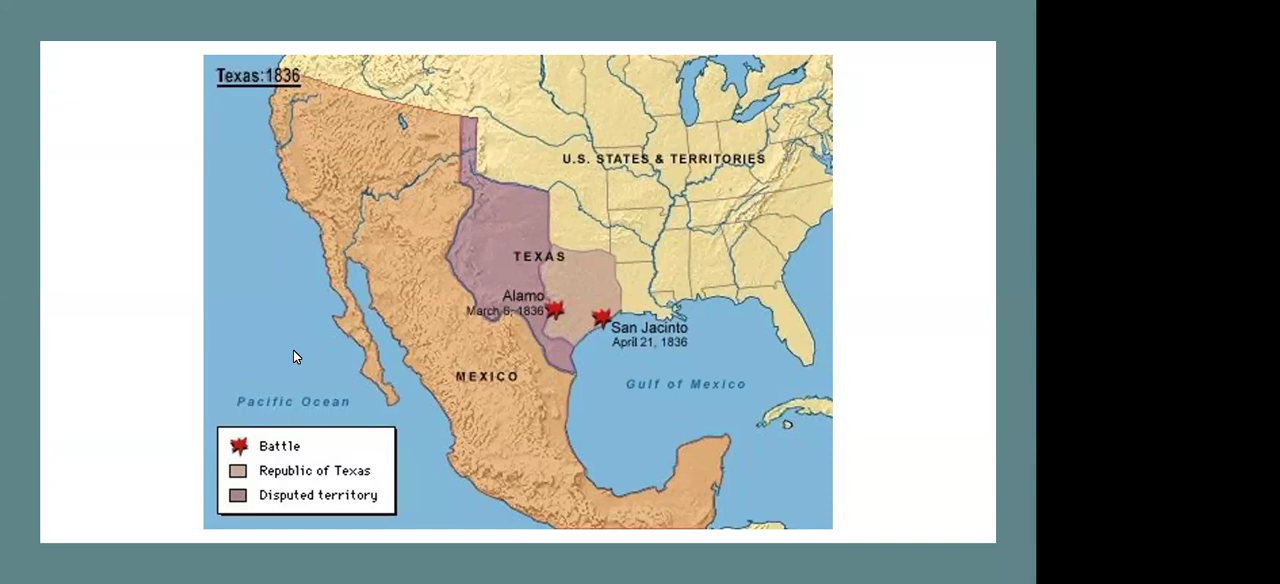 Texas:1836
U.S. STATES & TERRITORIES
TEXAS
Alamo
March 6, 1836
San Jacinto
April 21, 1836
MEXICO
Gulf of Mexico
Pacific Ocean
Battle
Republic of Texas
Disputed territory